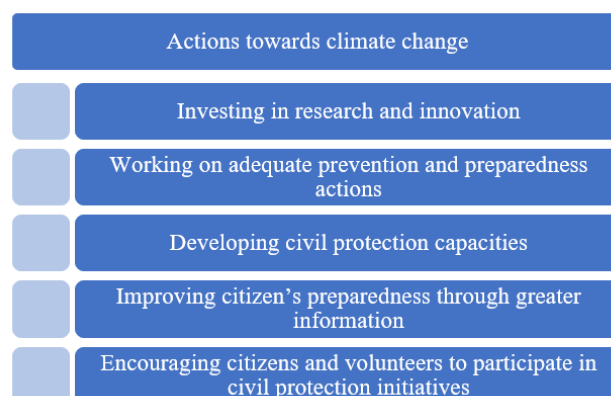 Actions towards climate change
Investing in research and innovation
Working on adequate prevention and preparedness
actions
Developing civil protection capacities
Improving citizen’s preparedness through greater
information
Encouraging citizens and volunteers to participate in
civil protection initiatives